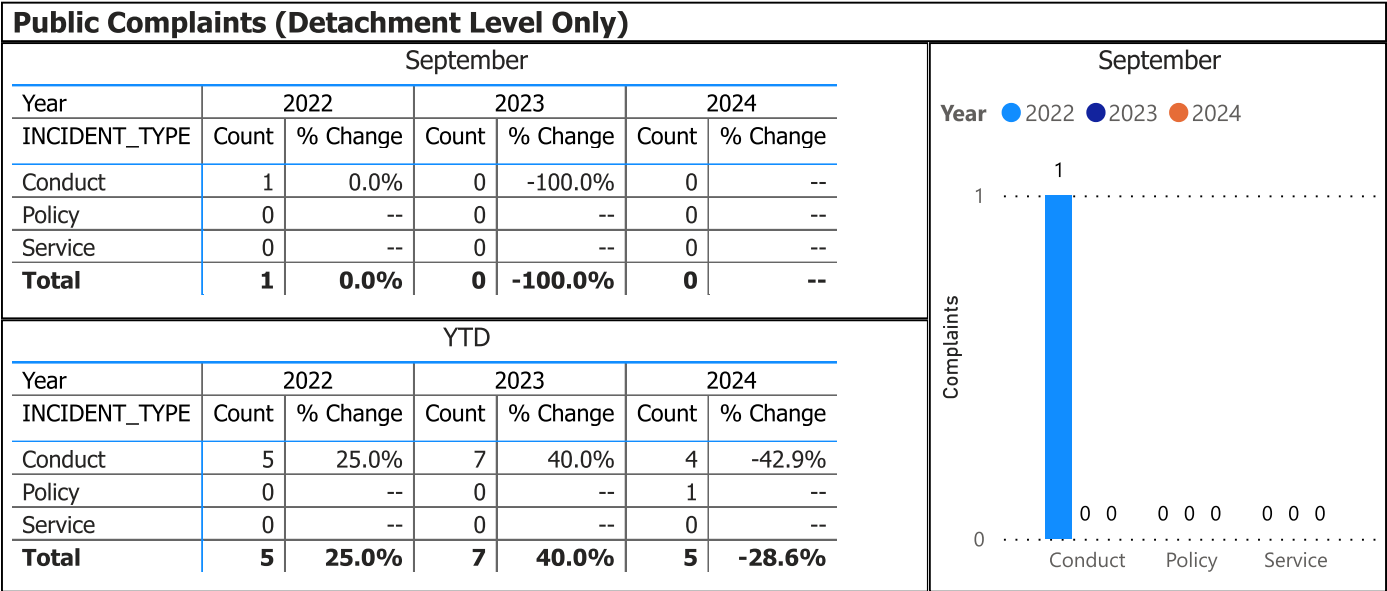 Public Complaints (Detachment Level Only)
September
Year 2022 2023 2024
INCIDENT_TYPE Count % Change Count % Change Count % Change
Conduct 1 0.0% 0 -100.0% 0 --
Policy 0 -- 0 -- 0 --
Service 0 -- 0 -- 0 --
Total 1 0.0% 0 -100.0% 0 --
YTD
Year 2022 2023 2024
INCIDENT_TYPE Count % Change Count % Change Count % Change
Conduct 5 25.0% 7 40.0% 4 -42.9%
Policy 0 -- 0 -- 1 --
Service 0 -- 0 -- 0 --
Total 5 25.0% 7 40.0% 5 -28.6%
September
Year 2022 2023 2024
1
1
Complaints
0 0 0 0 0 0 0 0
0
Conduct Policy Service